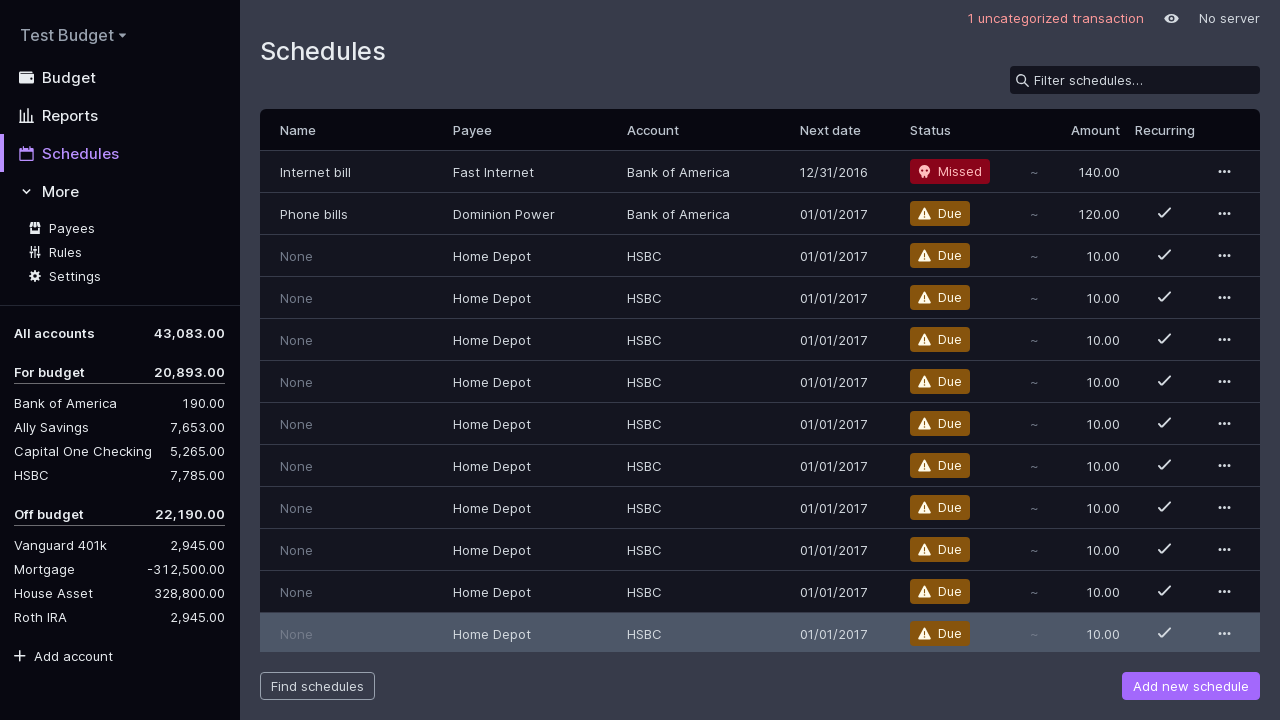 Test Budget
Budget
Reports
Schedules
More
Payees
Rules
Settings
All accounts 43,083.00
For budget 20,893.00
Bank of America 190.00
Ally Savings 7,653.00
Capital One Checking 5,265.00
HSBC 7,785.00
Off budget 22,190.00
Vanguard 401k 2,945.00
Mortgage -312,500.00
House Asset 328,800.00
Roth IRA 2,945.00
Add account
1 uncategorized transaction No server
Schedules
Filter schedules...
Name Payee Account Next date Status Amount Recurring
Internet bill Fast Internet Bank of America 12/31/2016 Missed ~ 140.00
Phone bills Dominion Power Bank of America 01/01/2017 Due ~ 120.00
None Home Depot HSBC 01/01/2017 Due ~ 10.00
None Home Depot HSBC 01/01/2017 Due ~ 10.00
None Home Depot HSBC 01/01/2017 Due ~ 10.00
None Home Depot HSBC 01/01/2017 Due ~ 10.00
None Home Depot HSBC 01/01/2017 Due ~ 10.00
None Home Depot HSBC 01/01/2017 Due ~ 10.00
None Home Depot HSBC 01/01/2017 Due ~ 10.00
None Home Depot HSBC 01/01/2017 Due ~ 10.00
None Home Depot HSBC 01/01/2017 Due ~ 10.00
None Home Depot HSBC 01/01/2017 Due ~ 10.00
Find schedules Add new schedule